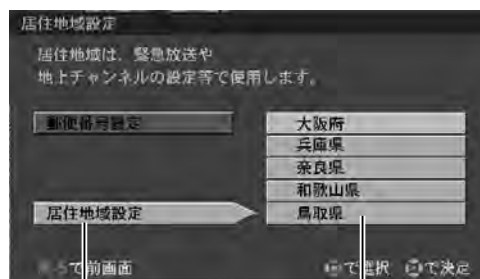 居住地域設定
居住地域は、緊急放送や
地上チャンネルの設定等で使用します。
郵便番号設定
大阪府
兵庫県
奈良県
和歌山県
居住地域設定
鳥取県
で前画面
で選択
で決定